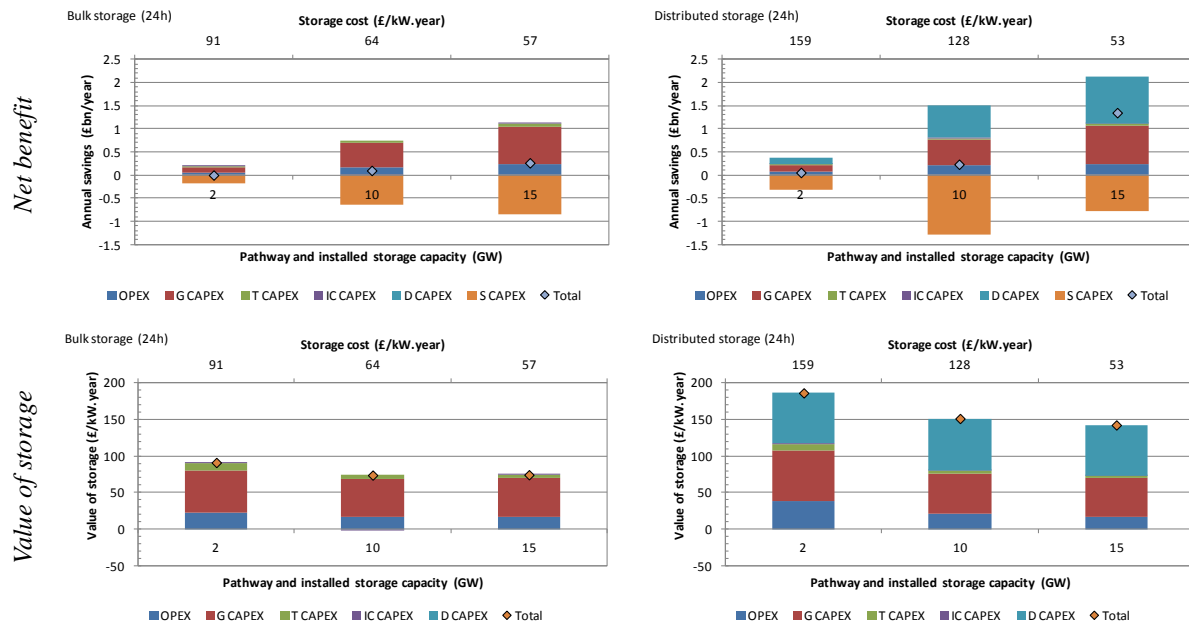 Net benefit
Bulk storage (24h)
Storage cost (£/kW.year)
91 64 57
Annual savings (£bn/year)
2.5
2
1.5
1
0.5
0
-0.5
-1
-1.5
2 10 15
Pathway and installed storage capacity (GW)
OPEX G CAPEX T CAPEX IC CAPEX D CAPEX S CAPEX Total
Distributed storage (24h)
Storage cost (£/kW.year)
159 128 53
Annual savings (£bn/year)
2.5
2
1.5
1
0.5
0
-0.5
-1
-1.5
2 10 15
Pathway and installed storage capacity (GW)
OPEX G CAPEX T CAPEX IC CAPEX D CAPEX S CAPEX Total
Value of storage
Bulk storage (24h)
Storage cost (£/kW.year)
91 64 57
Value of storage (£/kW.year)
200
150
100
50
0
-50
2 10 15
Pathway and installed storage capacity (GW)
OPEX G CAPEX T CAPEX IC CAPEX D CAPEX Total
Distributed storage (24h)
Storage cost (£/kW.year)
159 128 53
Value of storage (£/kW.year)
200
150
100
50
0
-50
2 10 15
Pathway and installed storage capacity (GW)
OPEX G CAPEX T CAPEX IC CAPEX D CAPEX Total